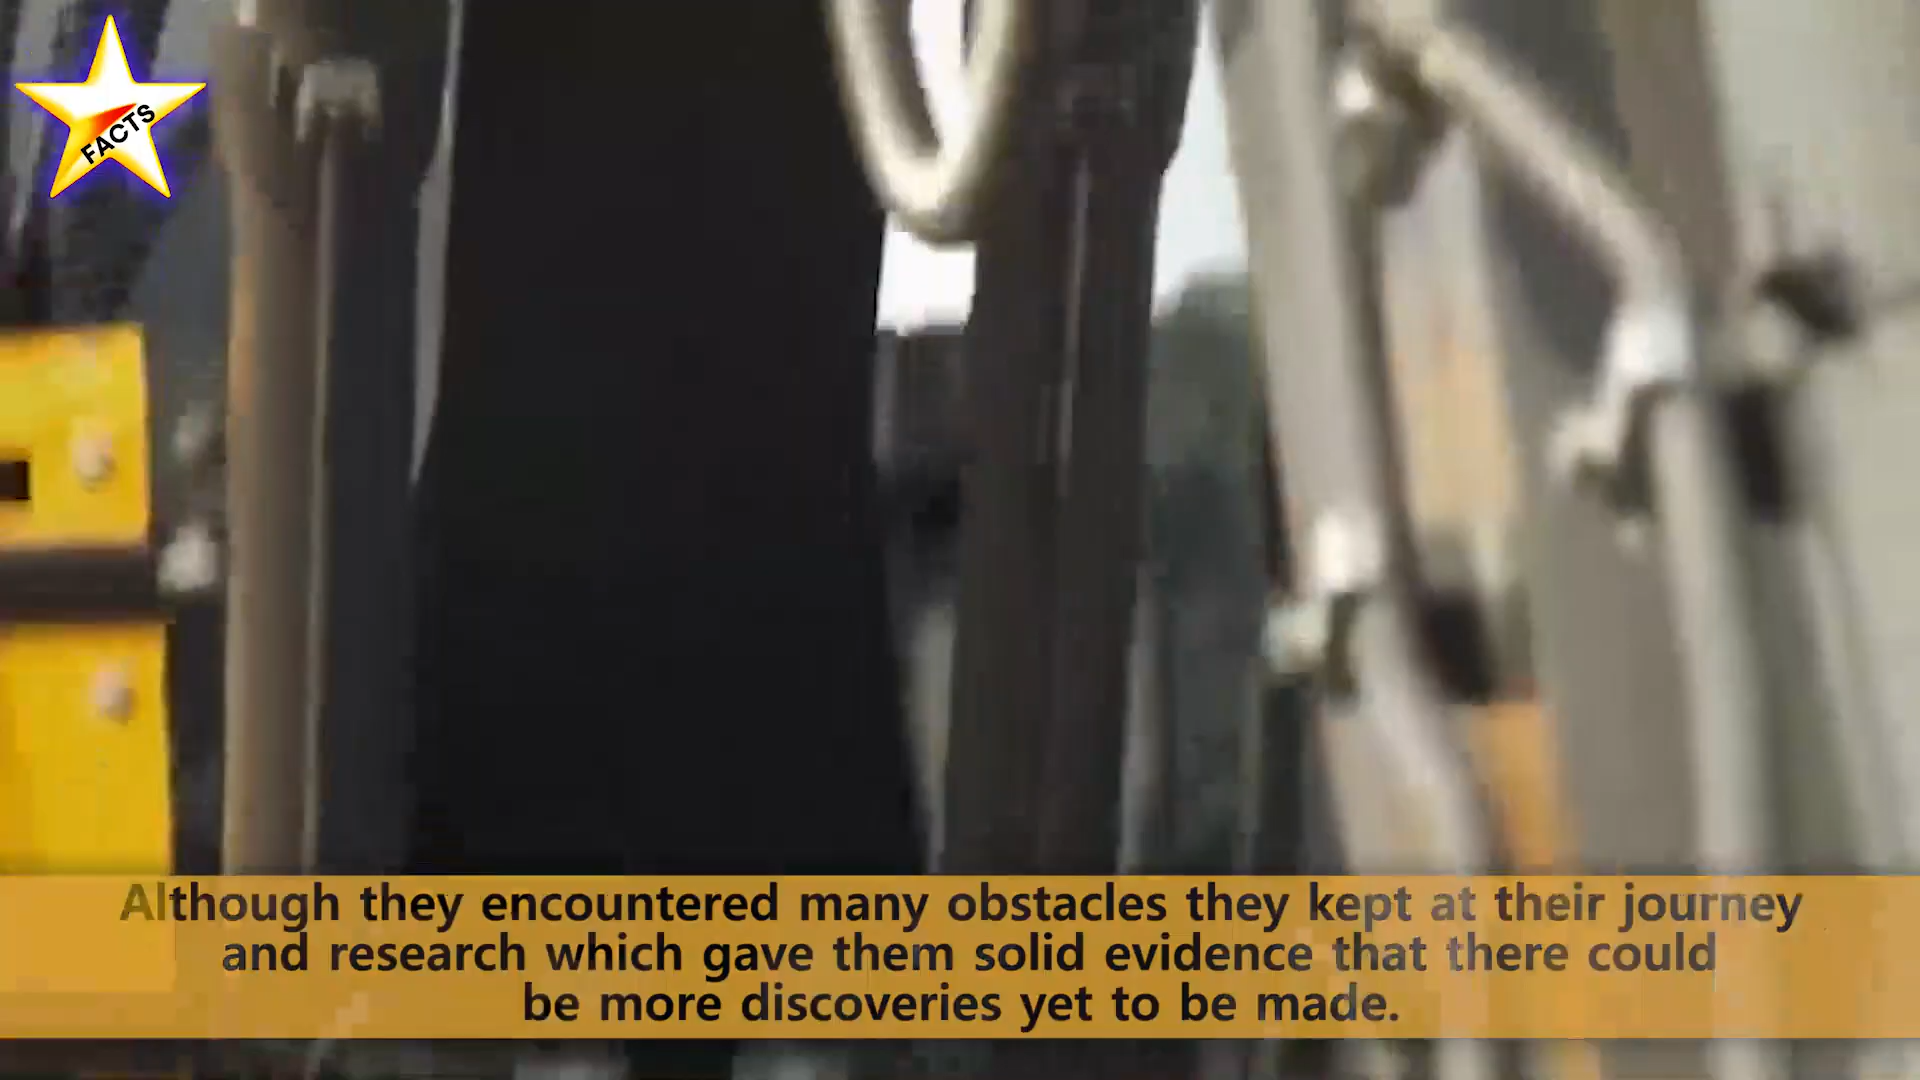 FACTS
Although they encountered many obstacles they kept at their journey
and research which gave them solid evidence that there could
be more discoveries yet to be made.